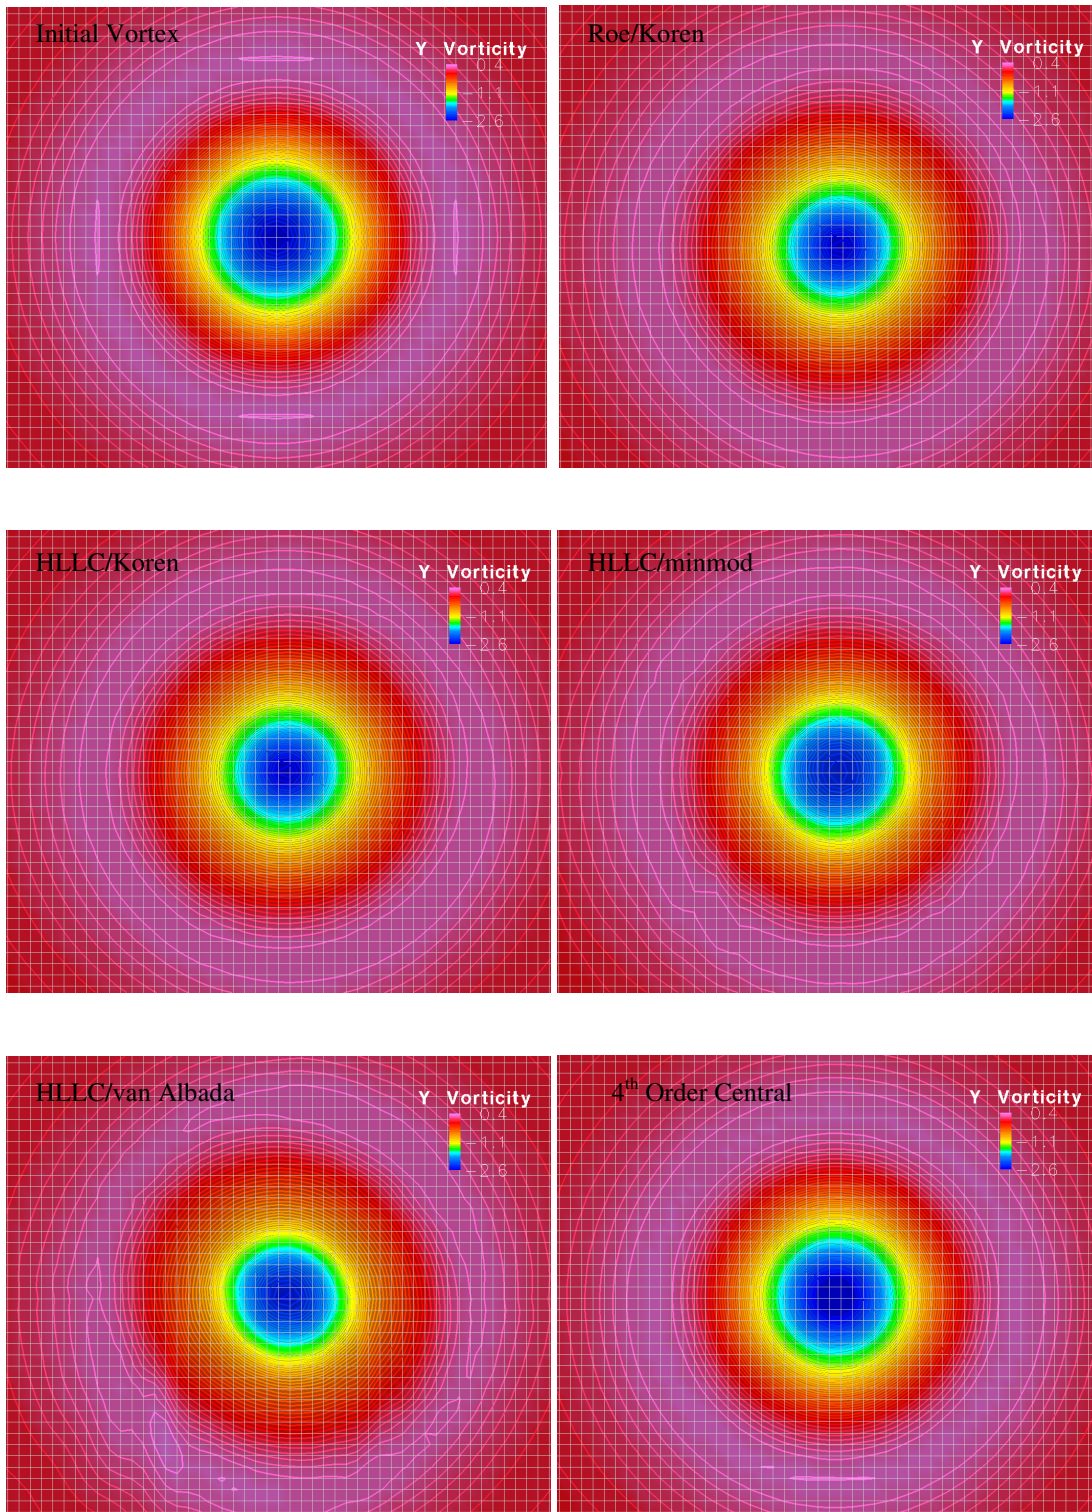 Initial Vortex
Y Vorticity
0.4
-1.1
-2.6
Roe/Koren
Y Vorticity
0.4
-1.1
-2.6
HLLC/Koren
Y Vorticity
0.4
-1.1
-2.6
HLLC/minmod
Y Vorticity
0.4
-1.1
-2.6
HLLC/van Albada
Y Vorticity
0.4
-1.1
-2.6
4th Order Central
Y Vorticity
0.4
-1.1
-2.6